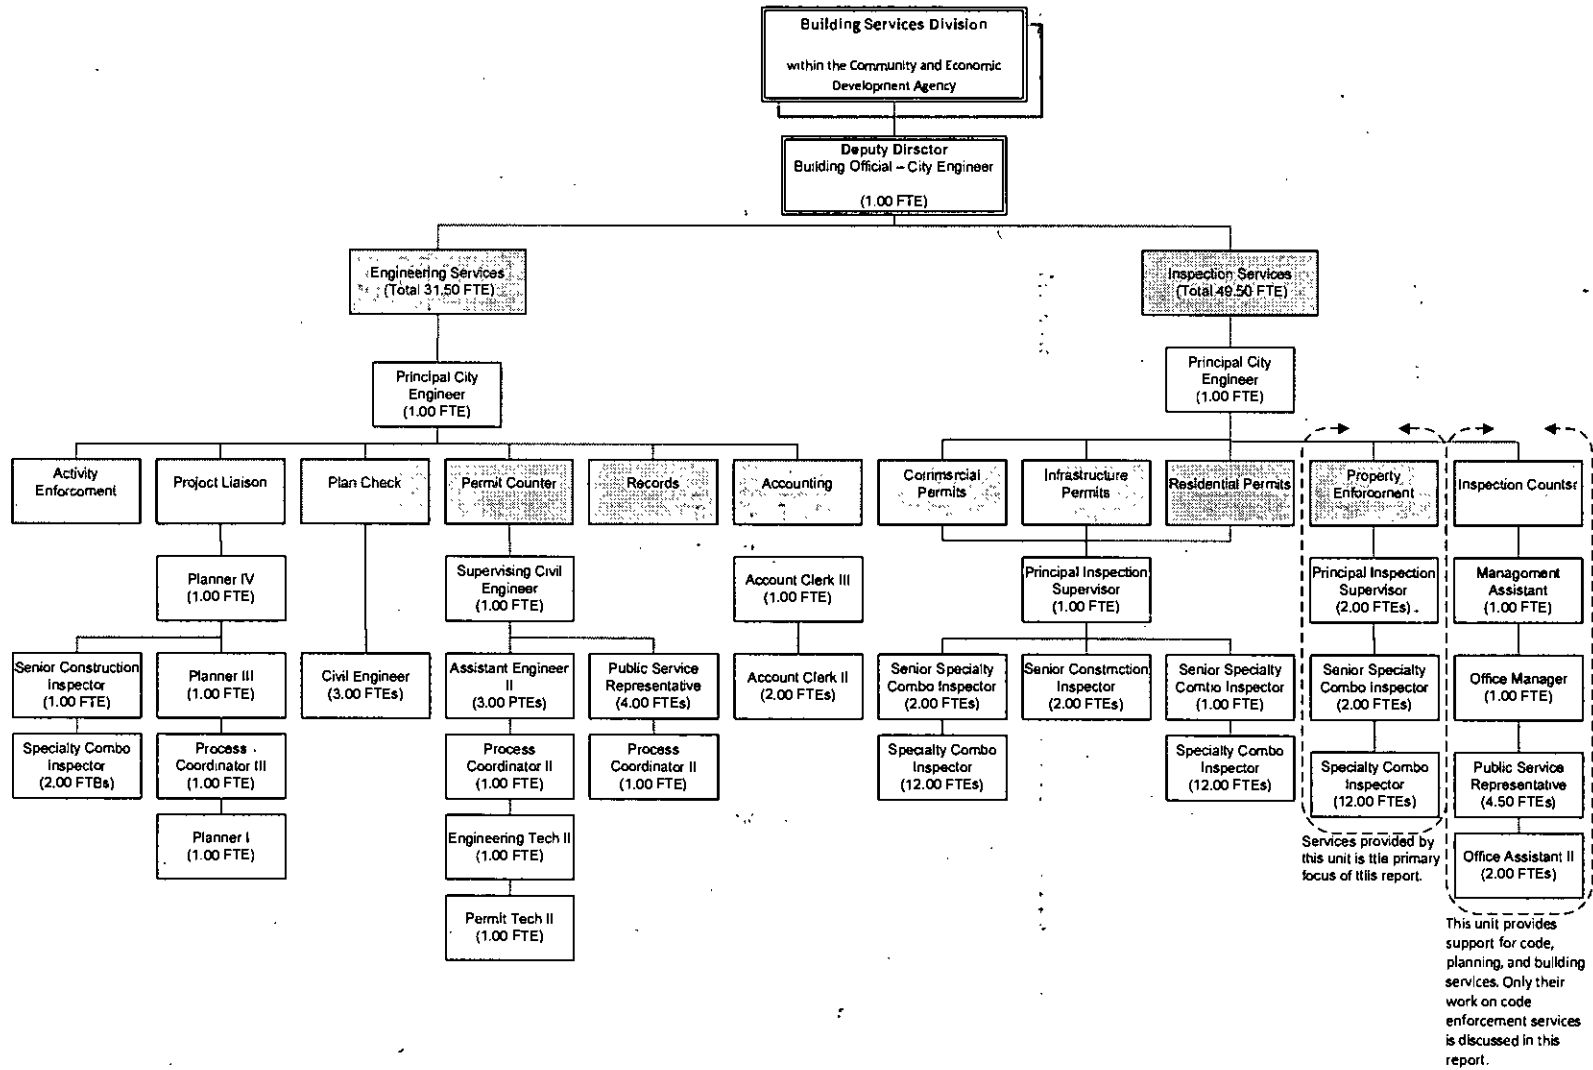 Building Services Division
within the Community and Economic
Development Agency
Deputy Dirsctor
Building Official – City Engineer
(1.00 FTE)
Engineering Services
(Total 31.50 FTE)
Inspection Services
(Total 49.50 FTE)
Principal City
Engineer
(1.00 FTE)
Principal City
Engineer
(1.00 FTE)
Activity
Enforcomont
Projoct Liaison
Plan Check
Permit Counter
Records
Accounting
Corrimsrcial
Permits
Infrastructure
Permits
Residential Permits
Property
Enforcomont
Inspection Countsr
Planner IV
(1.00 FTE)
Supervising Civil
Engineer
(1.00 FTE)
Account Clerk III
(1.00 FTE)
Principal Inspection
Supervisor
(1.00 FTE)
Principal Inspection
Supervisor
(2.00 FTEs)
Management
Assistant
(1.00 FTE)
Senior Construction
Inspector
(1.00 FTE)
Planner III
(1.00 FTE)
Civil Engineer
(3.00 FTEs)
Assistant Engineer
II
(3.00 PTEs)
Public Service
Representative
(4.00 FTEs)
Account Clerk II
(2.00 FTEs)
Senior Specialty
Combo Inspector
(2.00 FTEs)
Senior Constmction
Inspector
(2.00 FTEs)
Senior Specialty
Combo Inspector
(1.00 FTE)
Senior Specialty
Combo Inspector
(2.00 FTEs)
Office Manager
(1.00 FTE)
Specialty Combo
Inspector
(2.00 FTBs)
Process
Coordinator III
(1.00 FTE)
Process
Coordinator II
(1.00 FTE)
Process
Coordinator II
(1.00 FTE)
Specialty Combo
Inspector
(12.00 FTEs)
Specialty Combo
Inspector
(12.00 FTEs)
Specialty Combo
Inspector
(12.00 FTEs)
Public Service
Representative
(4.50 FTEs)
Planner I
(1.00 FTE)
Engineering Tech II
(1.00 FTE)
Services provided by
this unit is ttie primary
focus of ttiis report.
Office Assistant II
(2.00 FTEs)
Permit Tech II
(1.00 FTE)
This unit provides
support for code,
planning, and building
services. Only their
work on code
enforcement services
is discussed in this
report.